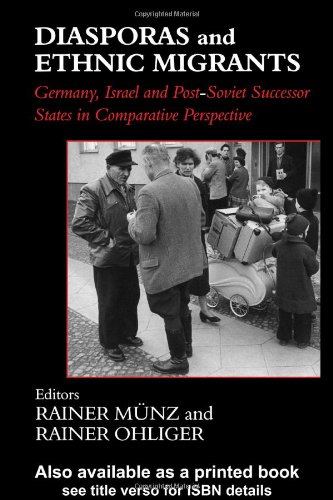 DIASPORAS and
ETHNIC MIGRANTS
Germany, Israel and Post-Soviet Successor
States in Comparative Perspective
Editors
RAINER MÜNZ and
RAINER OHLIGER
Also available as a printed book
see title verso for ISBN details